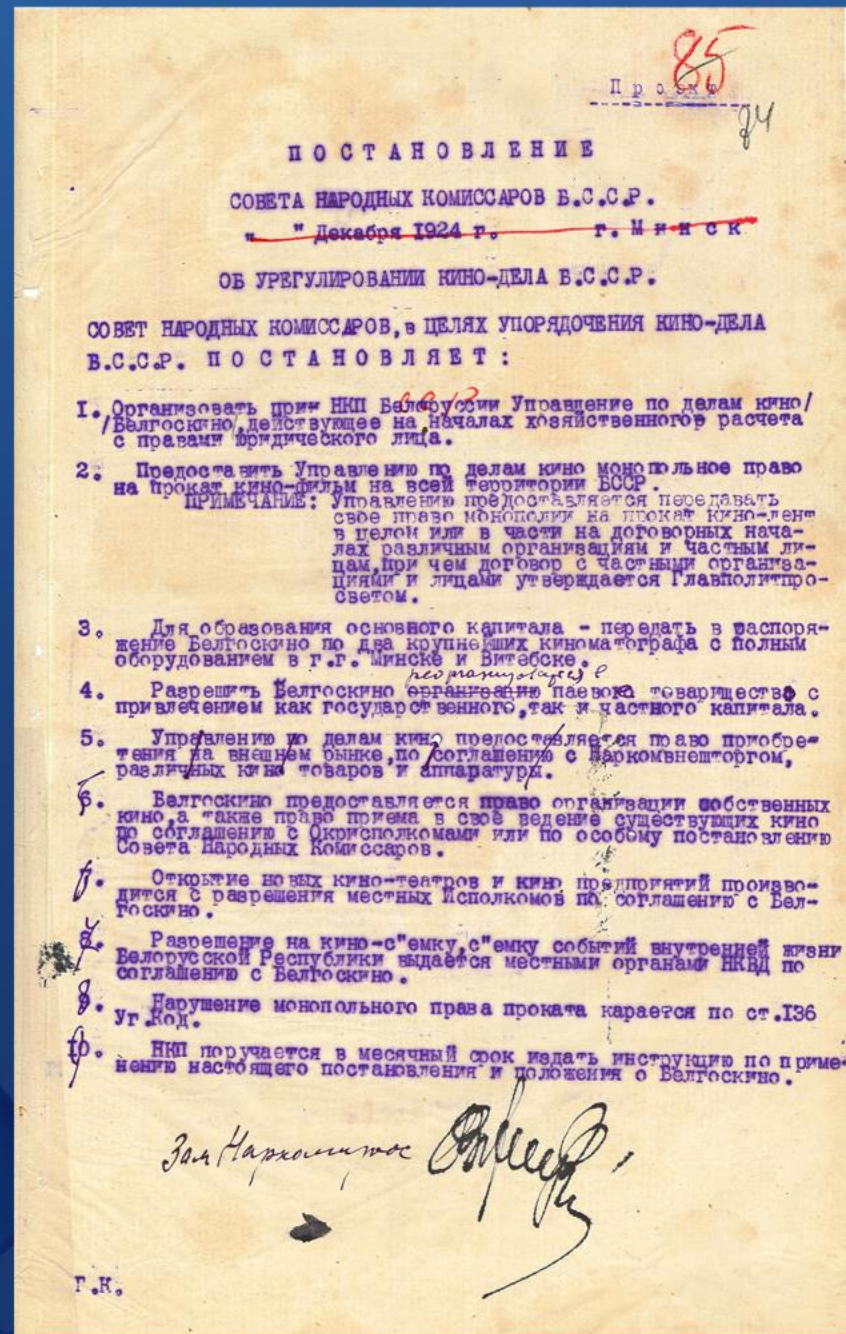 85
Проэкт
84
ПОСТАНОВЛЕНИЕ
СОВЕТА НАРОДНЫХ КОМИССАРОВ Б.С.С.Р.
" " Декабря 1924 г. г. Минск
ОБ УРЕГУЛИРОВАНИИ КИНО-ДЕЛА Б.С.С.Р.
СОВЕТ НАРОДНЫХ КОМИССАРОВ, в ЦЕЛЯХ УПОРЯДОЧЕНИЯ КИНО-ДЕЛА
Б.С.С.Р. ПОСТАНОВЛЯЕТ:
I. Организовать при НКП Белоруссии Управление по делам кино/
/Белгоскино/, действующее на началах хозяйственного расчета
с правами юридического лица.
2. Предоставить Управлению по делам кино монопольное право
на прокат кино-фильм на всей территории БССР.
ПРИМЕЧАНИЕ: Управлению предоставляется передавать
свое право монополии на прокат кино-лент
в целом или в части на договорных нача-
лах различным организациям и частным ли-
цам, при чем договор с частными организа-
циями и лицами утверждается Главполитпро-
светом.
3. Для образования основного капитала - передать в распоря-
жение Белгоскино по два крупнейших киноматографа с полным
оборудованием в г.г. Минске и Витебске.
реорганизоваться в
4. Разрешить Белгоскино организацию паевого товарищество с
привлечением как государственного, так и частного капитала.
5. Управлению по делам кино предоставляется право приобре-
тения на внешнем рынке, по соглашению с Наркомвнешторгом,
различных кино товаров и аппаратуры.
6. Белгоскино предоставляется право организации собственных
кино, а также право приема в свое ведение существующих кино
по соглашению с Окрисполкомами или по особому постановлению
Совета Народных Комиссаров.
Открытие новых кино-театров и кино предприятий произво-
дится с разрешения местных Исполкомов по соглашению с Бел-
госкино.
Разрешение на кино-с"емку, с"емку событий внутренней жизни
Белорусской Республики выдается местными органами НКВД по
соглашению с Белгоскино.
Нарушение монопольного права проката карается по ст.I36
Уг.Код.
НКП поручается в месячный срок издать инструкцию по приме-
нению настоящего постановления и положения о Белгоскино.
Зам Наркомпрос
Г.К.